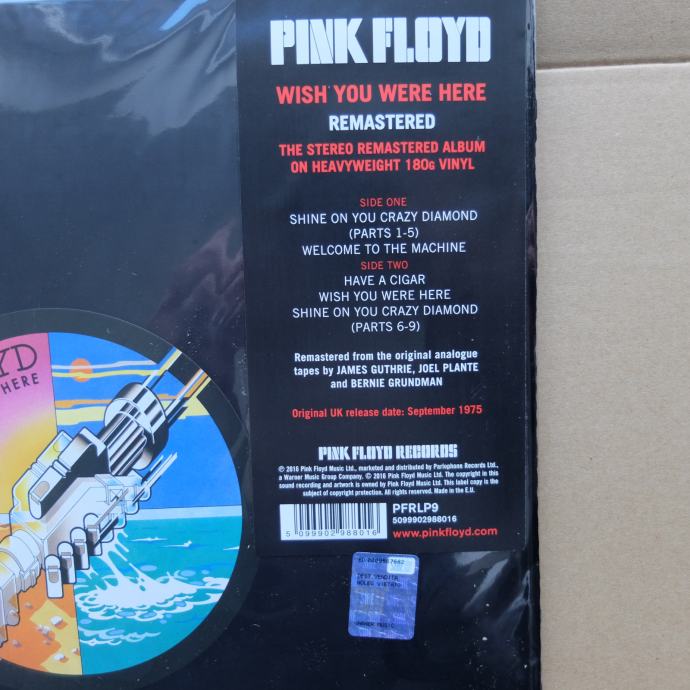 PINK FLOYD
WISH YOU WERE HERE
REMASTERED
THE STEREO REMASTERED ALBUM
ON HEAVYWEIGHT 180G VINYL
SIDE ONE
SHINE ON YOU CRAZY DIAMOND
(PARTS 1-5)
WELCOME TO THE MACHINE
SIDE TWO
HAVE A CIGAR
WISH YOU WERE HERE
SHINE ON YOU CRAZY DIAMOND
(PARTS 6-9)
Remastered from the original analogue
tapes by JAMES GUTHRIE, JOEL PLANTE
and BERNIE GRUNDMAN
Original UK release date: September 1975
PINK FLOYD RECORDS
℗ 2016 Pink Floyd Music Ltd., marketed and distributed by Parlophone Records Ltd.,
a Warner Music Group Company. © 2016 Pink Floyd Music Ltd. The copyright in this
sound recording and artwork is owned by Pink Floyd Music Ltd. This label copy is the
subject of copyright protection. All rights reserved. Made in the E.U.
5 099902 988016
PFRLP9
5099902988016
www.pinkfloyd.com
YD
HERE
WARNER MUSIC